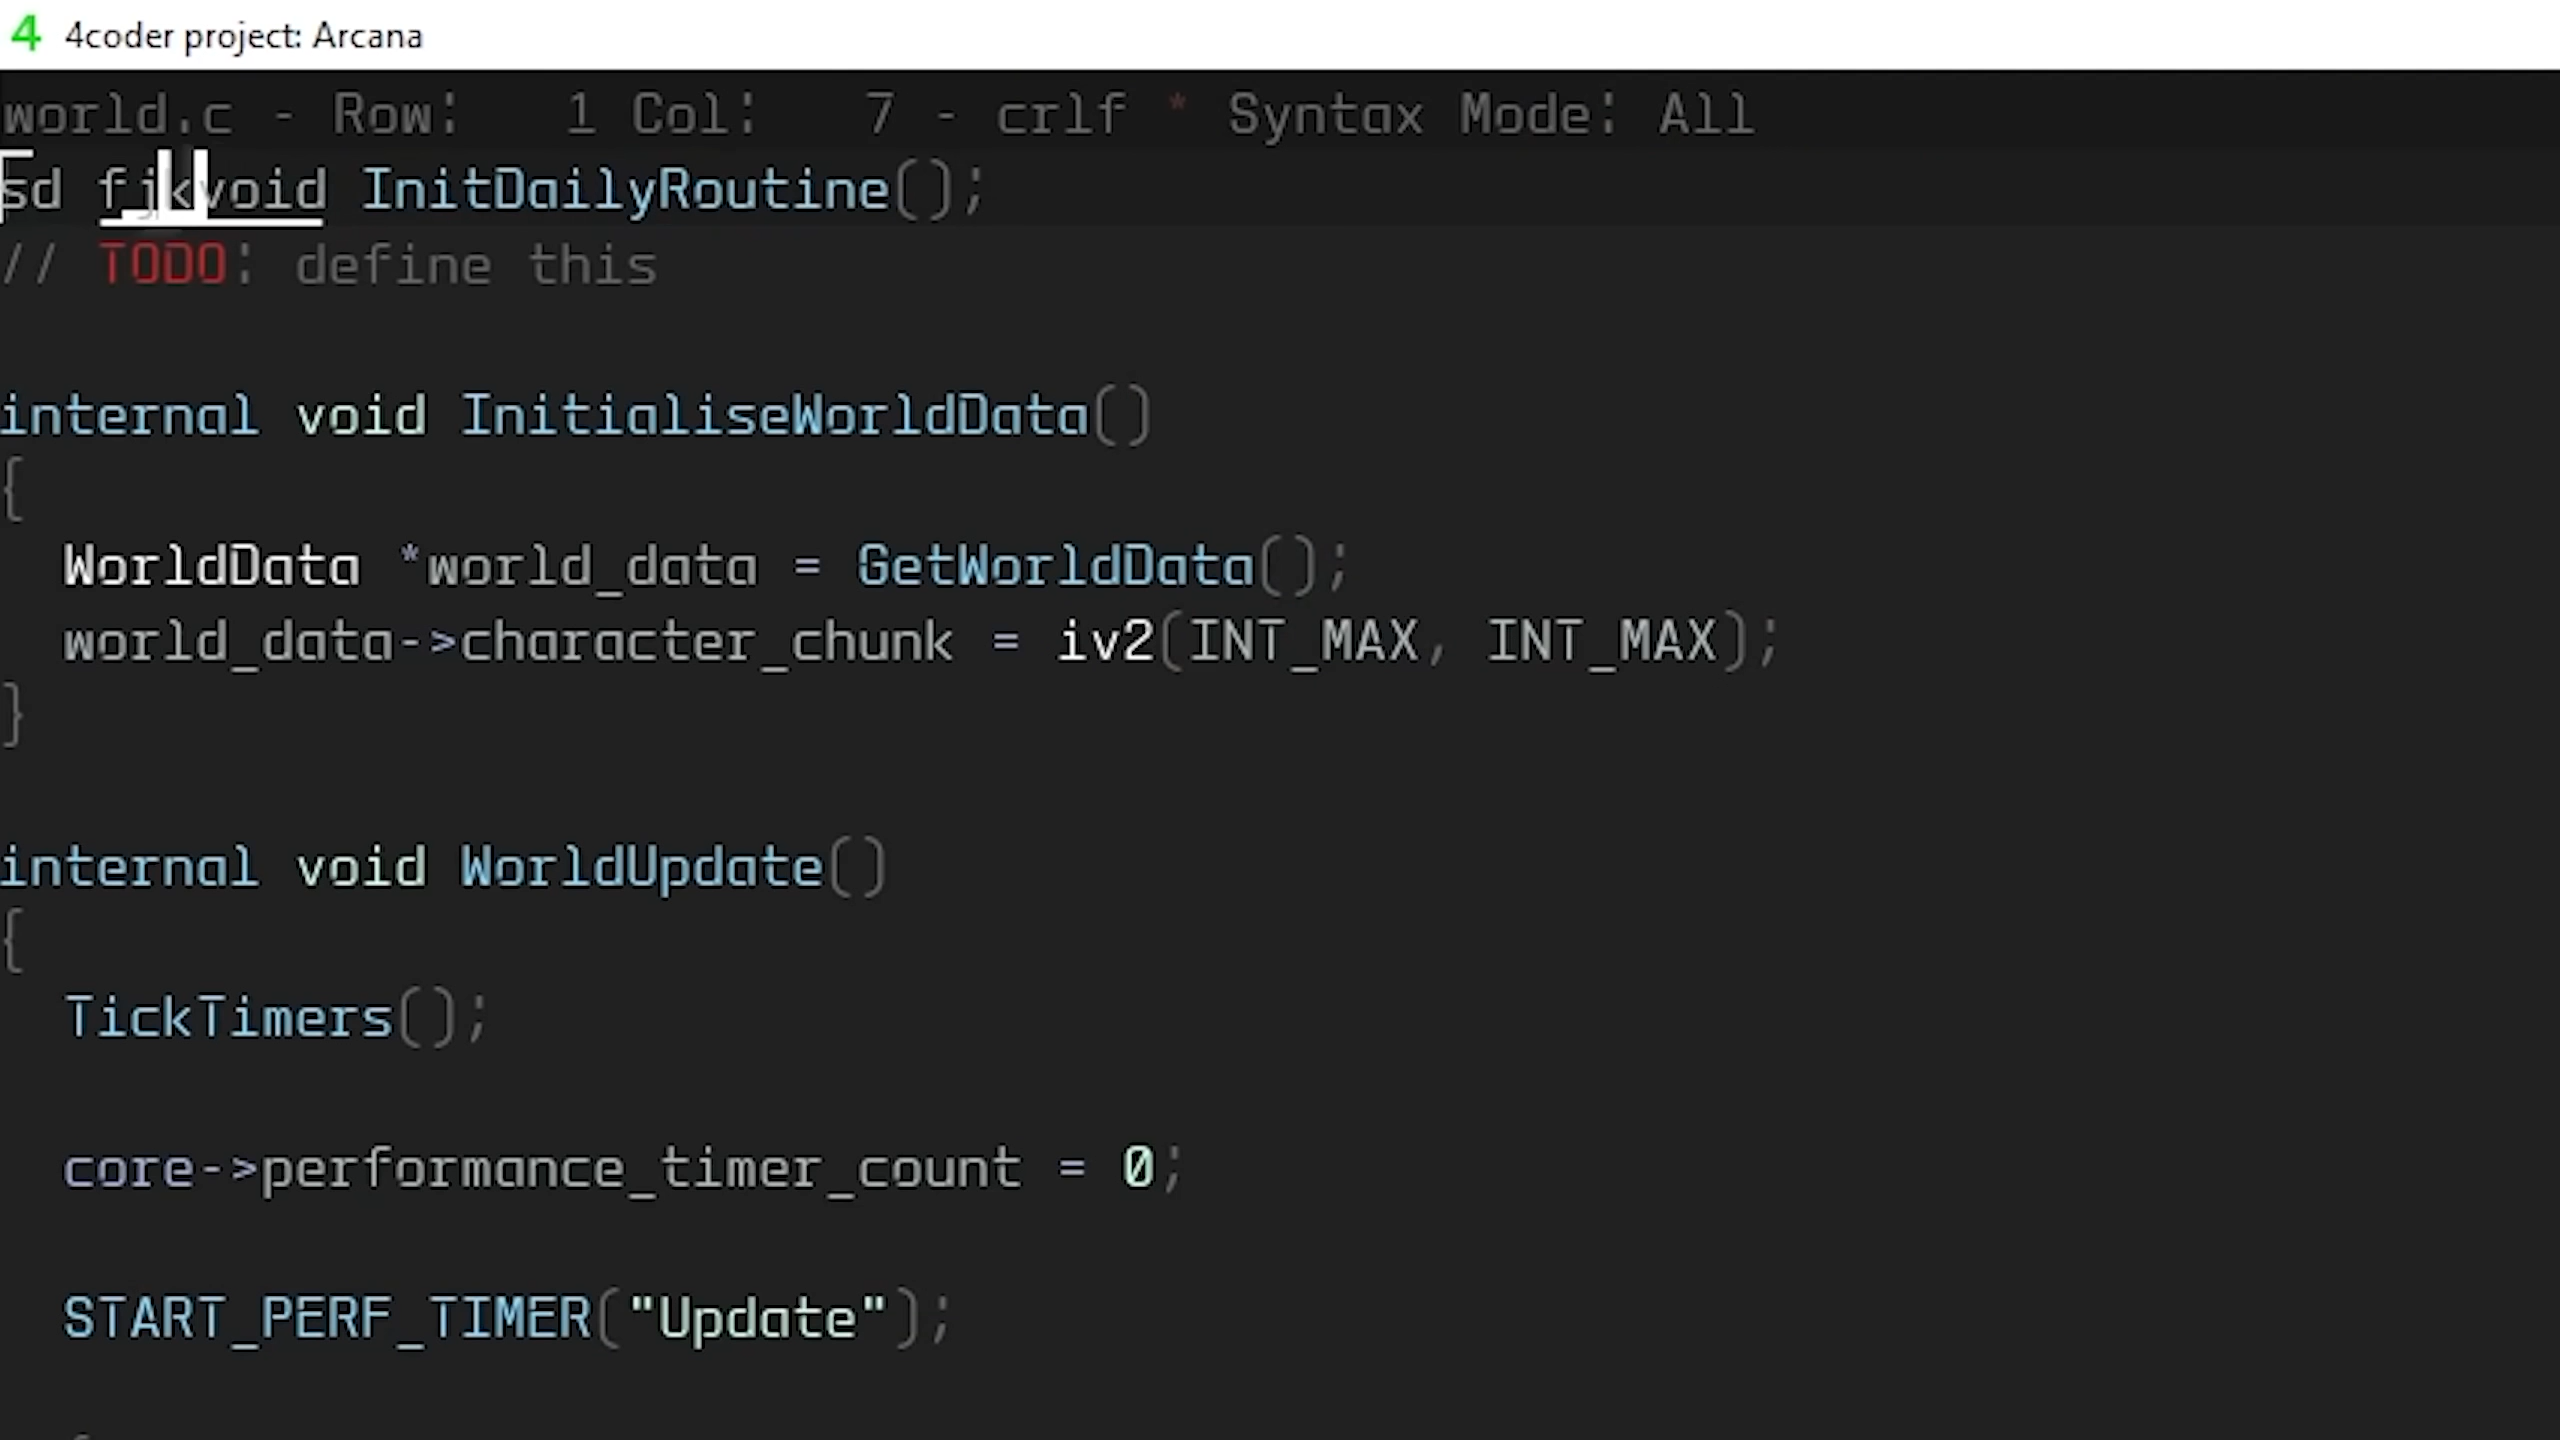 4 4coder project: Arcana
world.c - Row: 1 Col: 7 - crlf * Syntax Mode: All
sd fjkvoid InitDailyRoutine();
// TODO: define this
internal void InitialiseWorldData()
{
WorldData *world_data = GetWorldData();
world_data->character_chunk = iv2(INT_MAX, INT_MAX);
}
internal void WorldUpdate()
{
TickTimers();
core->performance_timer_count = 0;
START_PERF_TIMER("Update");